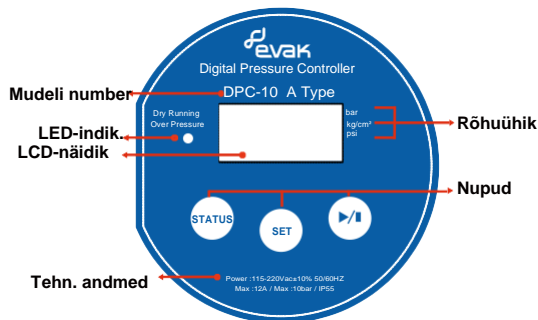 evak
Digital Pressure Controller
Mudeli number
DPC-10 A Type
Dry Running
Over Pressure
bar
kg/cm²
psi
Rõhuühik
LED-indik.
LCD-näidik
Nupud
STATUS
SET
Tehn. andmed
Power :115-220Vac±10% 50/60HZ
Max :12A / Max :10bar / IP55